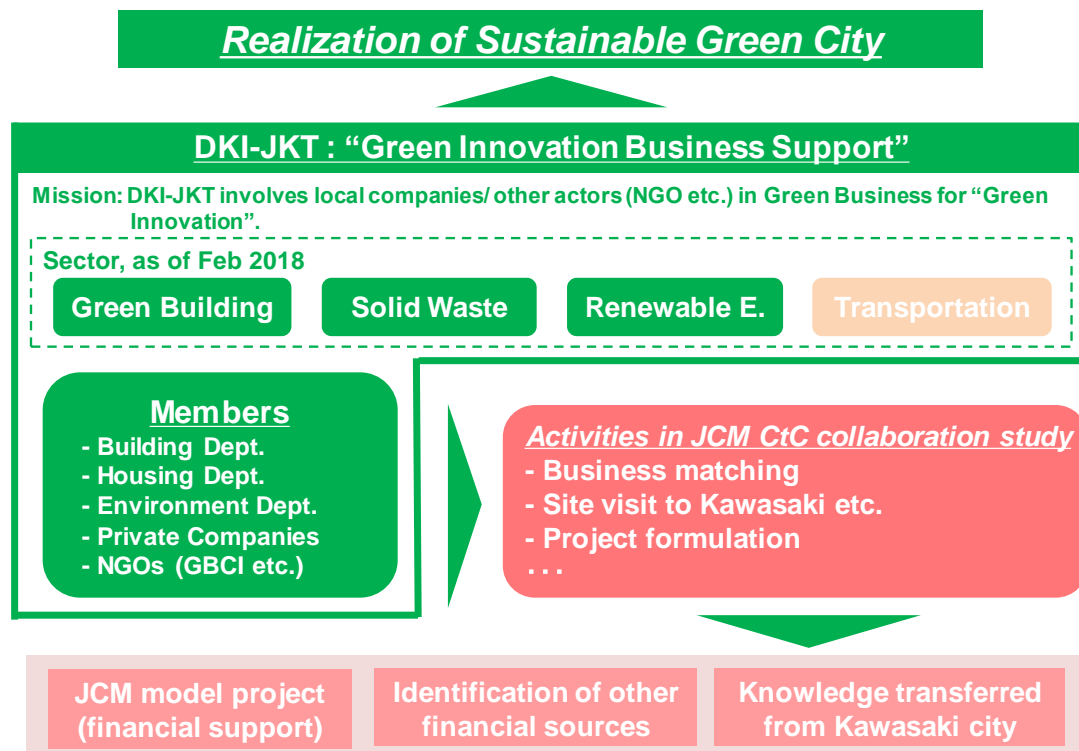 Realization of Sustainable Green City
DKI-JKT : “Green Innovation Business Support”
Mission: DKI-JKT involves local companies/ other actors (NGO etc.) in Green Business for “Green
Innovation”.
Sector, as of Feb 2018
Green Building
Solid Waste
Renewable E.
Transportation
Members
- Building Dept.
- Housing Dept.
- Environment Dept.
- Private Companies
- NGOs (GBCI etc.)
Activities in JCM CtC collaboration study
- Business matching
- Site visit to Kawasaki etc.
- Project formulation
. . .
JCM model project
(financial support)
Identification of other
financial sources
Knowledge transferred
from Kawasaki city